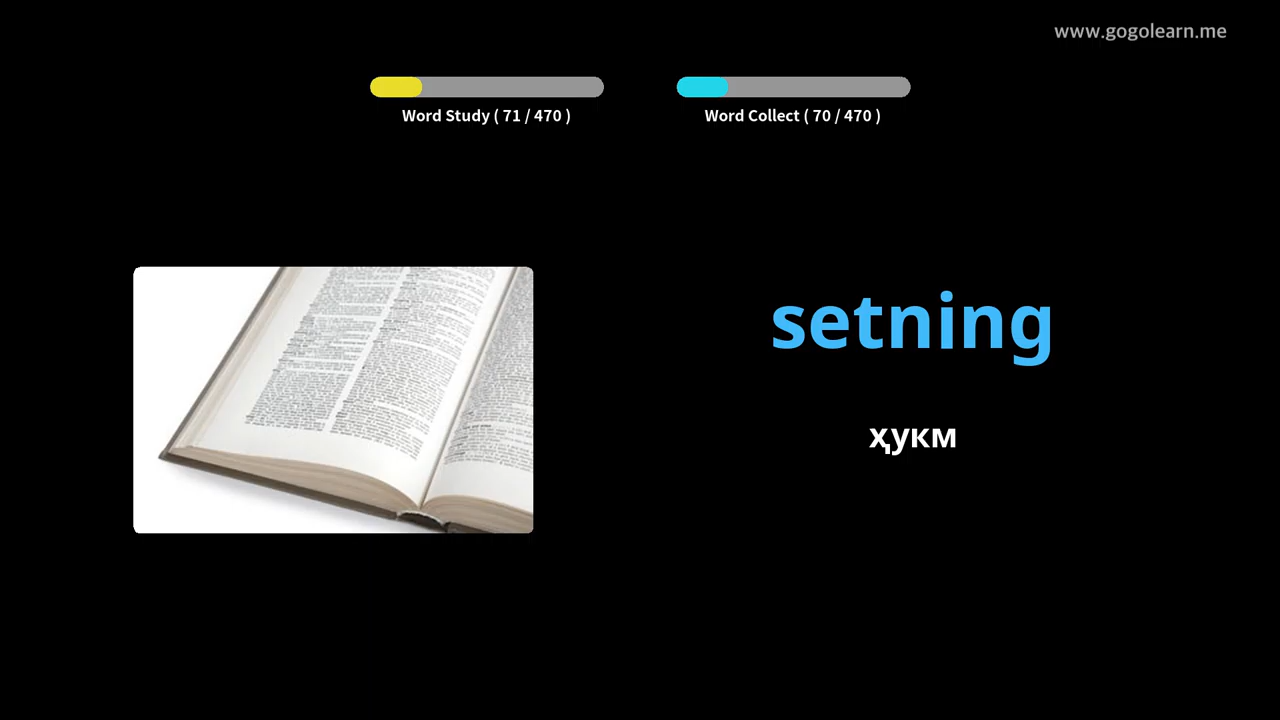 www.gogolearn.me
Word Study ( 71 / 470 )
Word Collect ( 70 / 470 )
setning
ҳукм